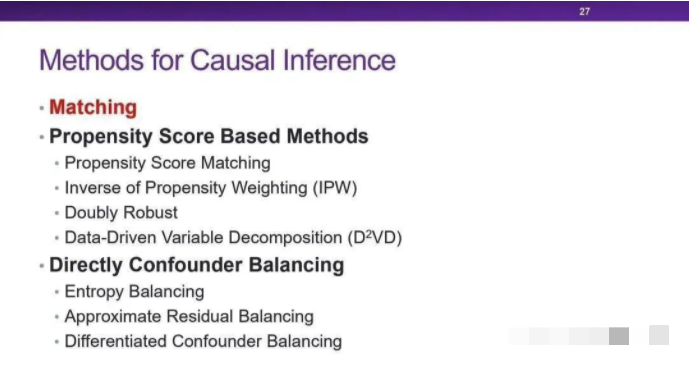 27
Methods for Causal Inference
• Matching
• Propensity Score Based Methods
• Propensity Score Matching
• Inverse of Propensity Weighting (IPW)
• Doubly Robust
• Data-Driven Variable Decomposition (D²VD)
• Directly Confounder Balancing
• Entropy Balancing
• Approximate Residual Balancing
• Differentiated Confounder Balancing